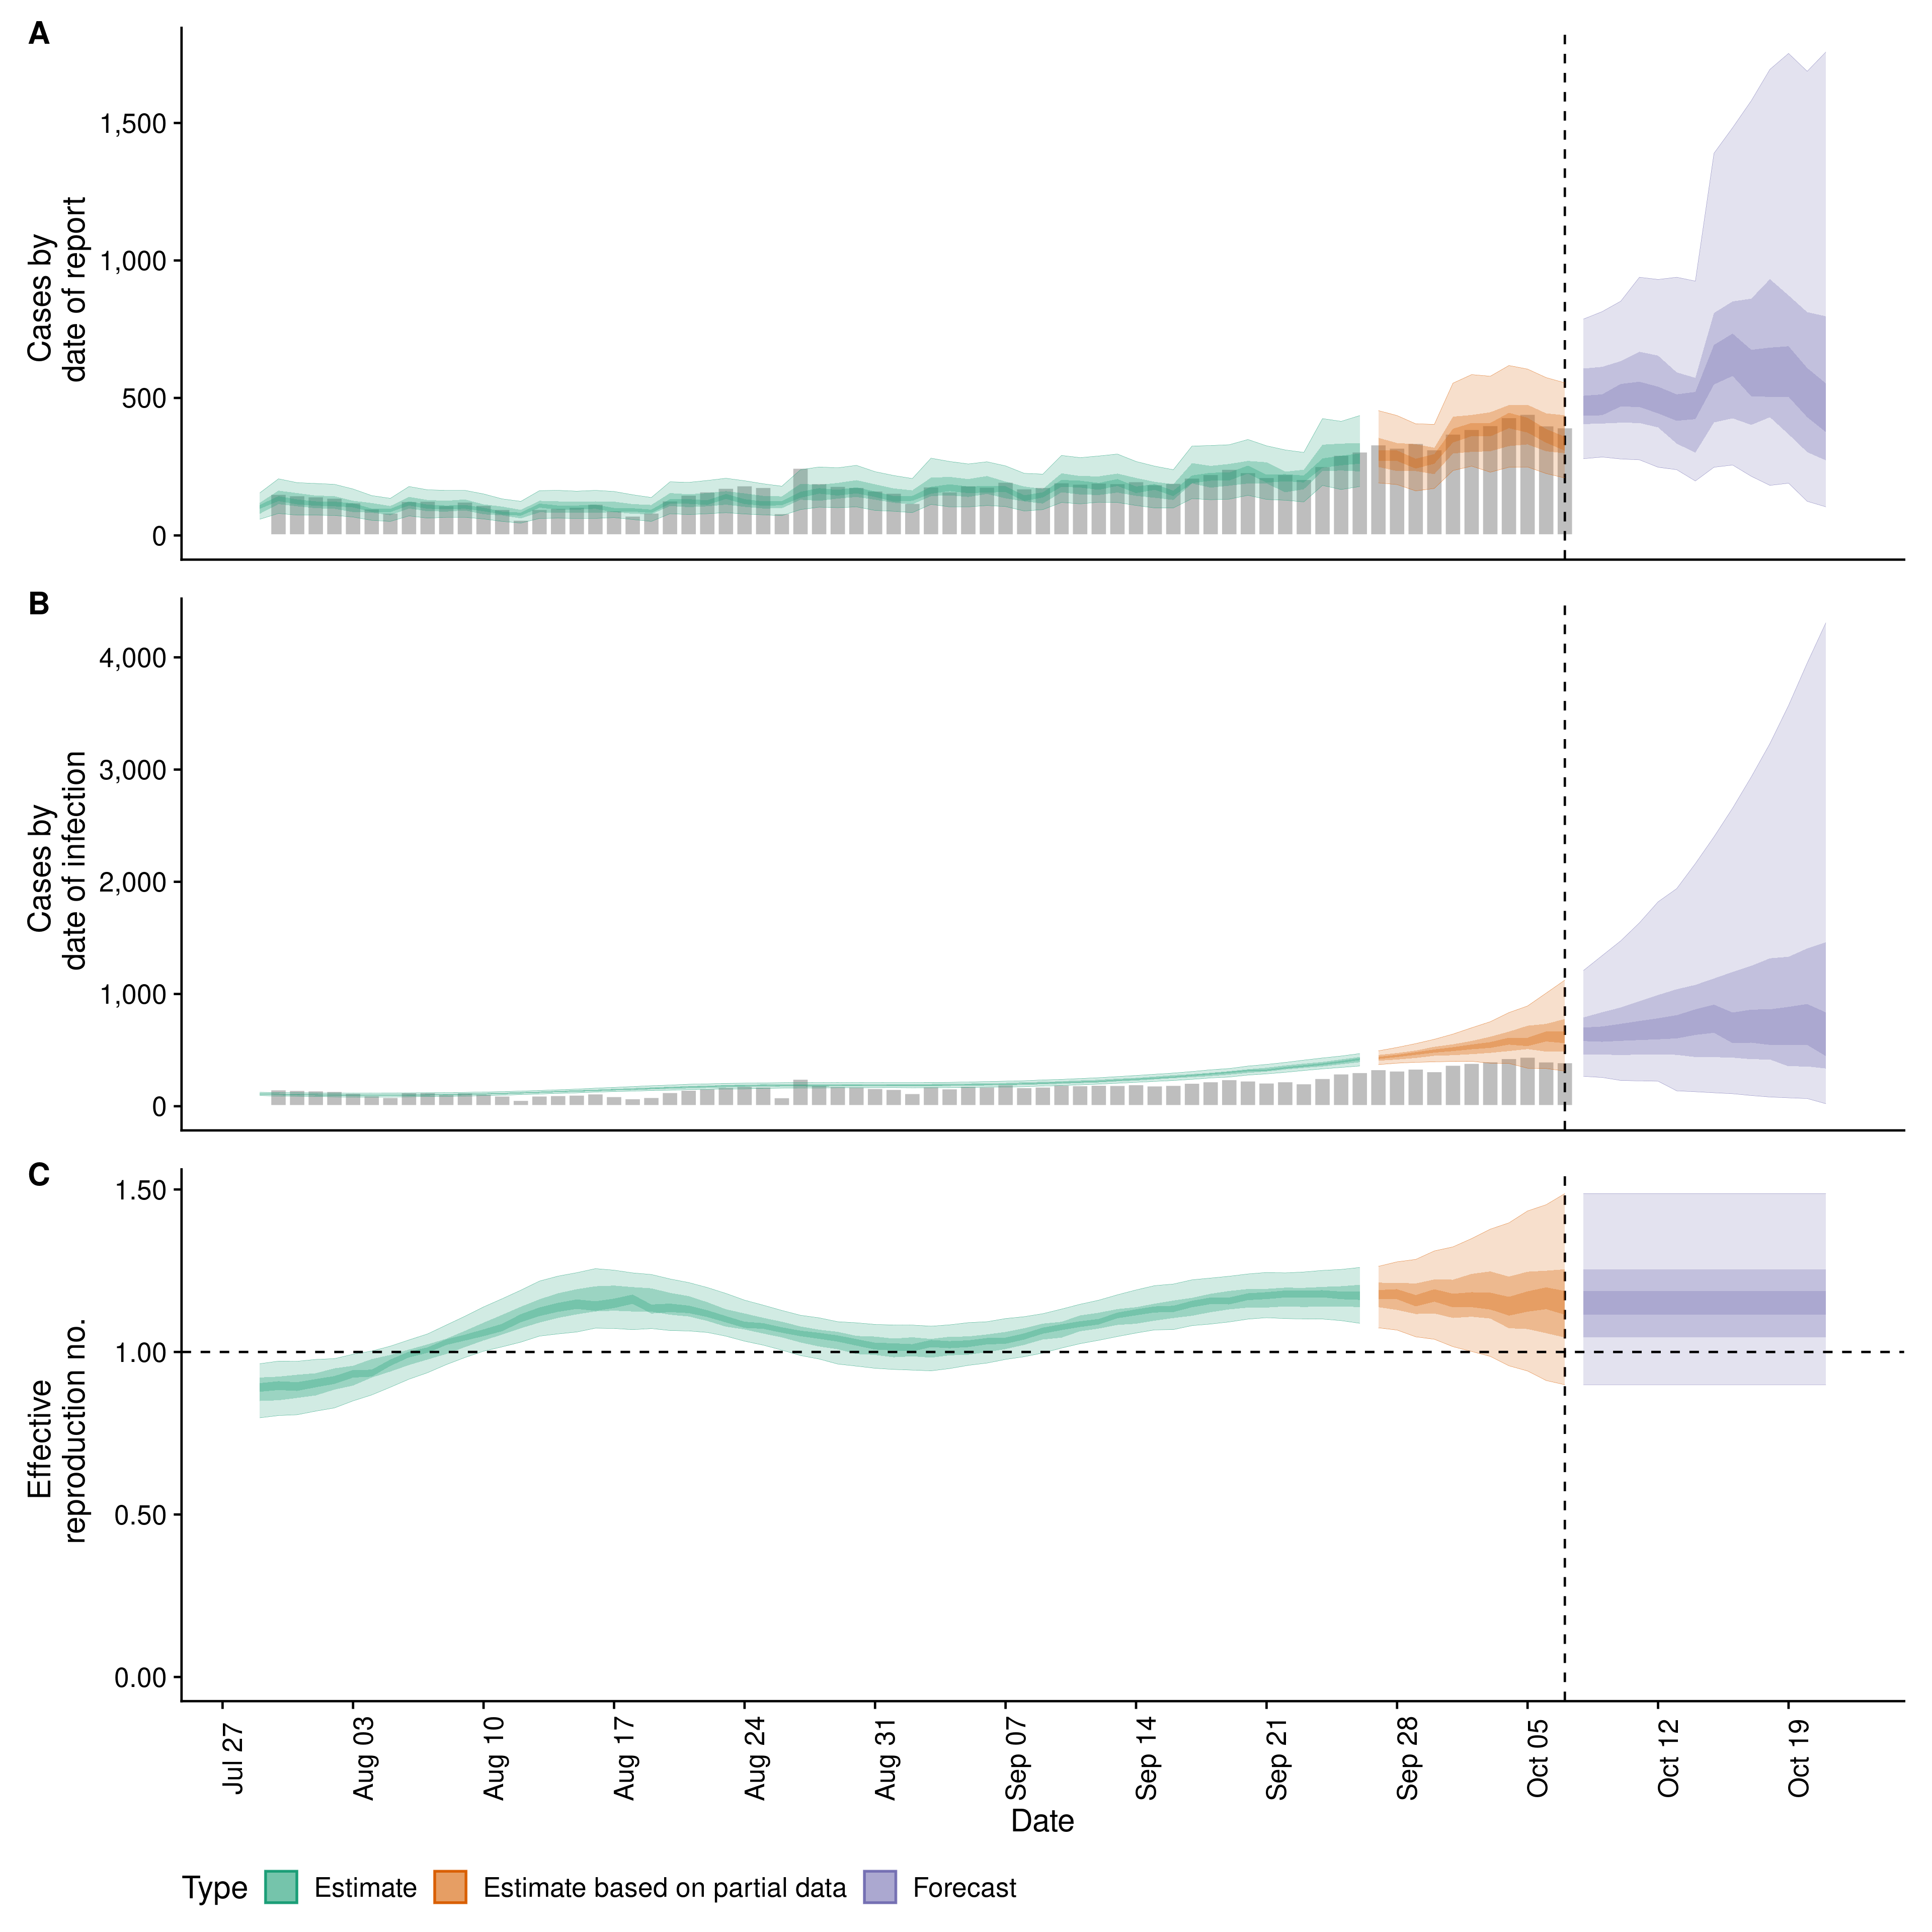 A
Cases by
date of report
1,500
1,000
500
0
B
Cases by
date of infection
4,000
3,000
2,000
1,000
0
C
Effective
reproduction no.
1.50
1.00
0.50
0.00
Jul 27
Aug 03
Aug 10
Aug 17
Aug 24
Aug 31
Sep 07
Sep 14
Sep 21
Sep 28
Oct 05
Oct 12
Oct 19
Date
Type
Estimate
Estimate based on partial data
Forecast